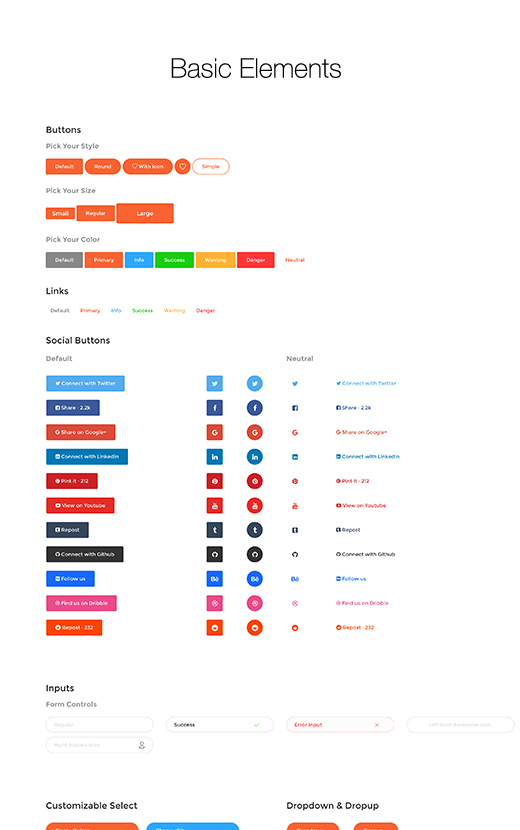 Basic Elements
Buttons
Pick Your Style
Default Round With Icon Simple
Pick Your Size
Small Regular Large
Pick Your Color
Default Primary Info Success Warning Danger Neutral
Links
Default Primary Info Success Warning Danger
Social Buttons
Default Neutral
Connect with Twitter Connect with Twitter
Share · 2.2k Share · 2.2k
Share on Google+ Share on Google+
Connect with Linkedin Connect with Linkedin
Pint it · 212 Pint it · 212
View on Youtube View on Youtube
Repost Repost
Connect with Github Connect with Github
Follow us Follow us
Find us on Dribble Find us on Dribble
Repost · 232 Repost · 232
Inputs
Form Controls
Regular Success Error Input Left Font Awesome Icon
Right Nucleo Icon
Customizable Select Dropdown & Dropup